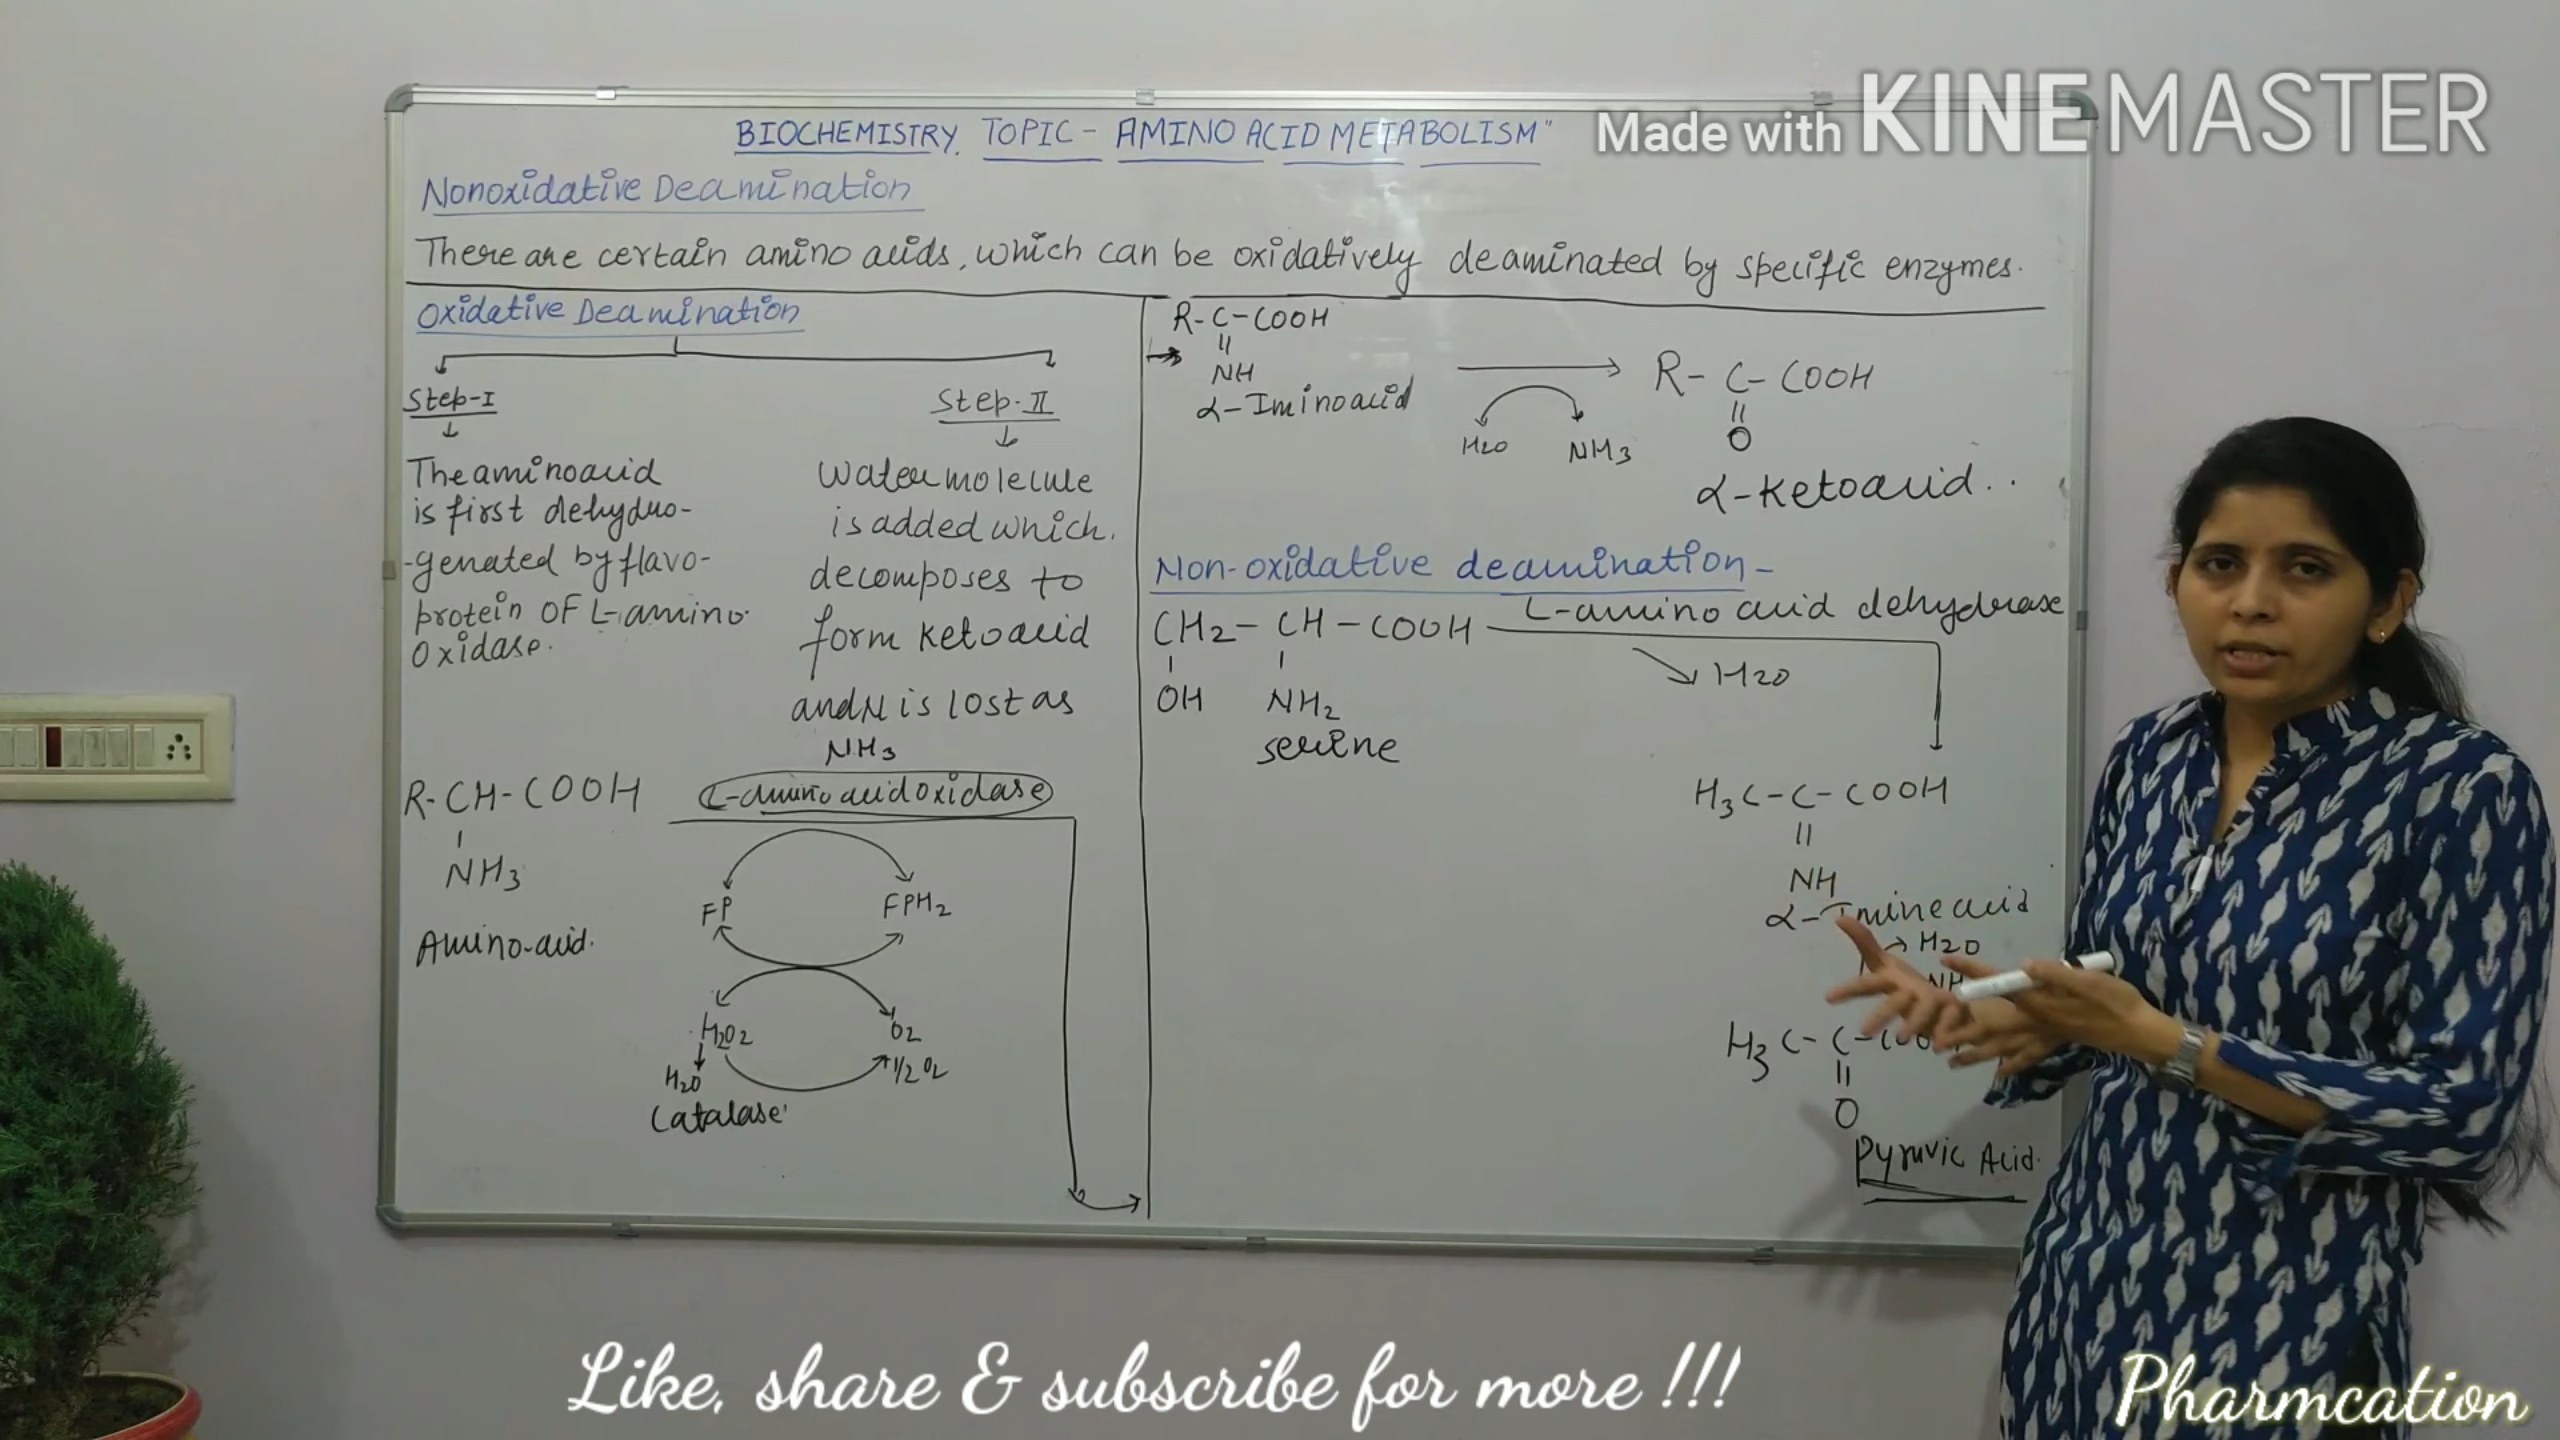 Made with KINEMASTER
BIOCHEMISTRY. TOPIC - AMINO ACID METABOLISM"
Nonoxidative Deamination
There are certain amino acids, which can be oxidatively deaminated by specific enzymes.
Oxidative Deamination
Step-I
The aminoacid
is first dehydro-
-genated by flavo-
protein OF L-amino
Oxidase.
Step-II
Water molecule
is added which.
decomposes to
form ketoacid
and N is lost as
NH3
R-CH-COOH
NH3
Amino-acid.
L-amino acid oxidase
FP
FPH2
H2O2
O2
H2O
1/2 O2
Catalase'
R-C-COOH
=
NH
α-Iminoacid
H2O
NH3
R-C-COOH
=
O
α-Ketoacid..
Non-oxidative deamination-
L-amino acid dehydrase
CH2-CH-COOH
H2O
OH
NH2
serine
H3C-C-COOH
=
NH
α-Imine acid
H2O
H3C-C-
=
O
Pyruvic Acid.
Like, share & subscribe for more !!!
Pharmcation